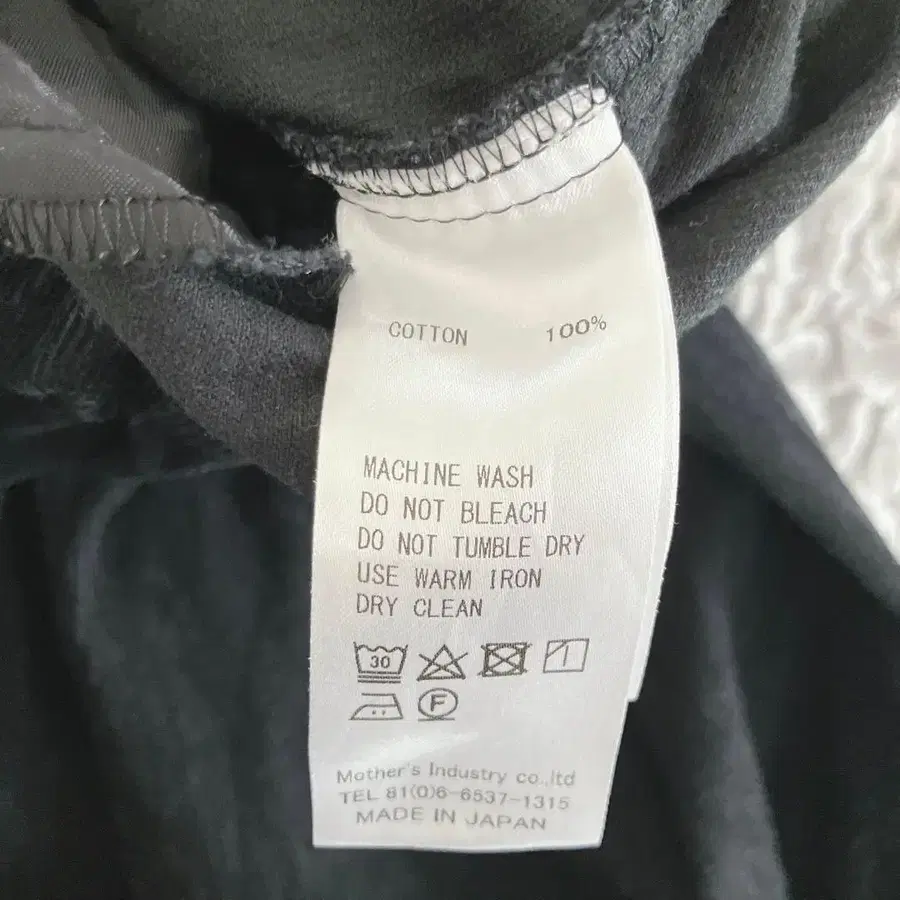 COTTON 100%
MACHINE WASH
DO NOT BLEACH
DO NOT TUMBLE DRY
USE WARM IRON
DRY CLEAN
30
F
Mother's Industry co.,ltd
TEL 81(0)6-6537-1315
MADE IN JAPAN